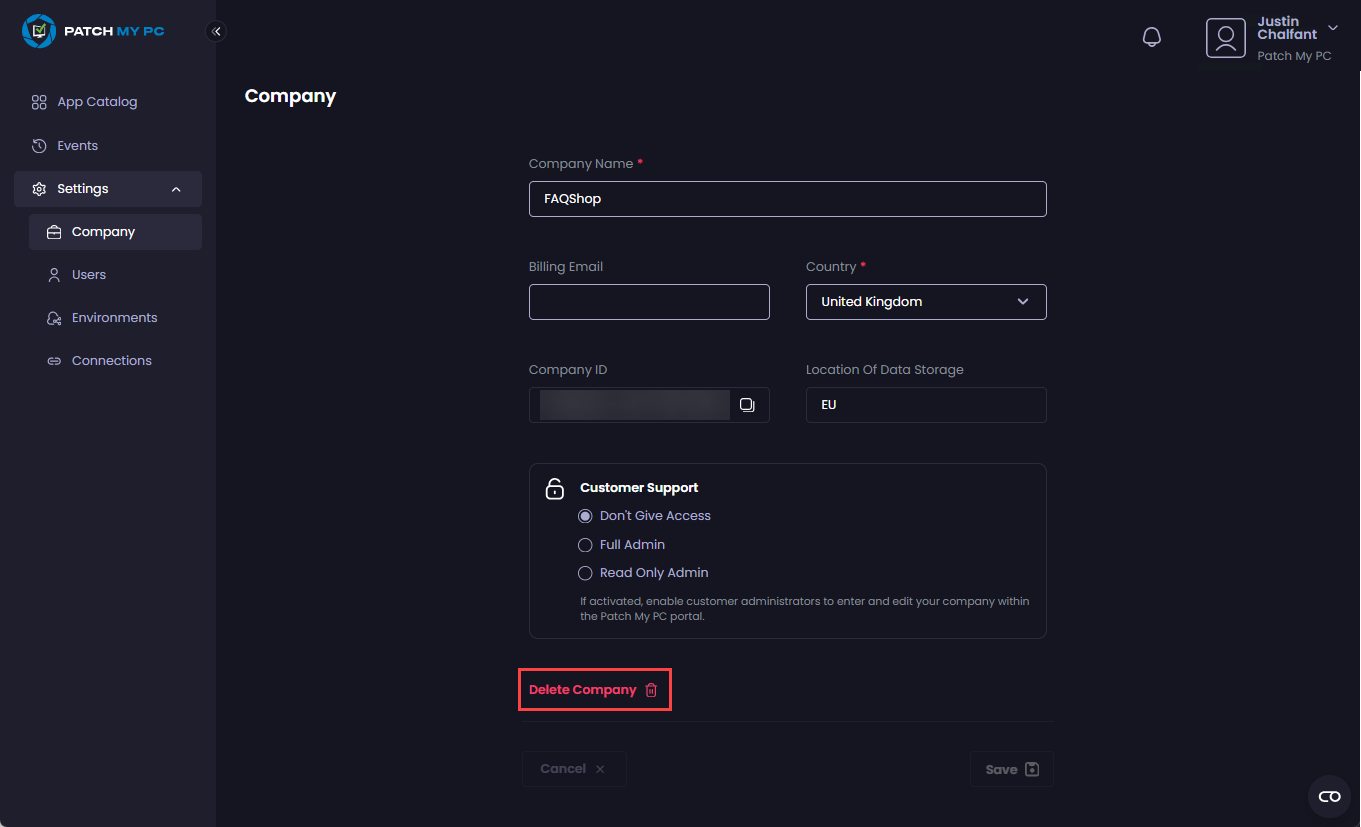 PATCH MY PC
Justin
Chalfant
Patch My PC
App Catalog
Events
Settings
Company
Users
Environments
Connections
Company
Company Name *
FAQShop
Billing Email
Country *
United Kingdom
Company ID
Location Of Data Storage
EU
Customer Support
Don't Give Access
Full Admin
Read Only Admin
If activated, enable customer administrators to enter and edit your company within
the Patch My PC portal.
Delete Company
Cancel
Save